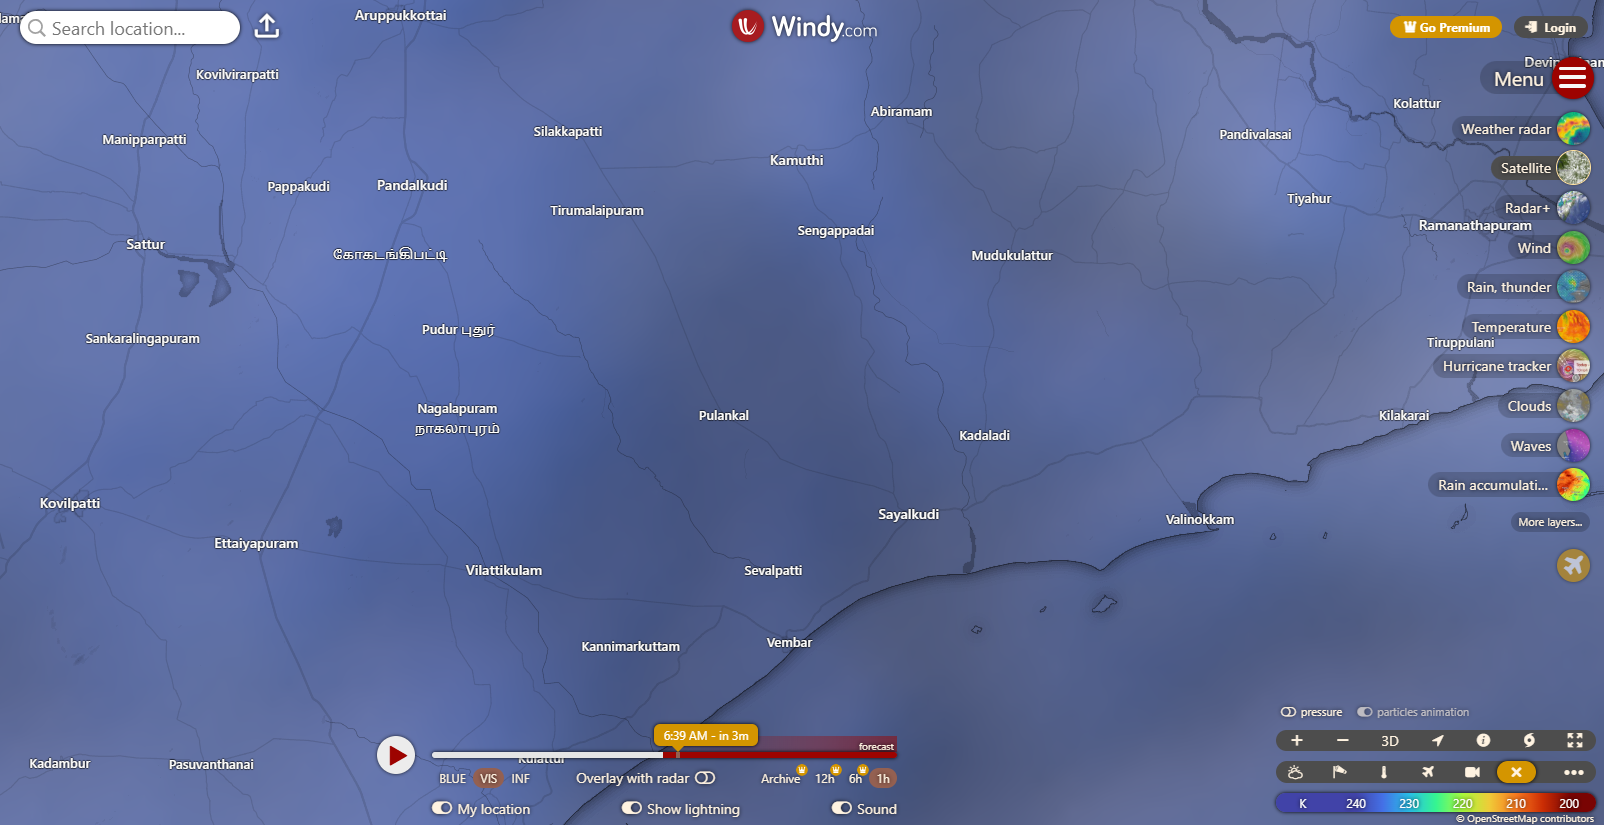 Search location...
Windy.com
Go Premium
Login
Menu
Weather radar
Satellite
Radar+
Wind
Rain, thunder
Temperature
Hurricane tracker
Clouds
Waves
Rain accumulati...
More layers...
Aruppukkottai
Kovilvirarpatti
Abiramam
Kolattur
Silakkapatti
Pandivalasai
Manipparpatti
Kamuthi
Pappakudi
Pandalkudi
Tiyahur
Tirumalaipuram
Sengappadai
Ramanathapuram
Sattur
கோகடங்கிபட்டி
Mudukulattur
Pudur புதுர்
Sankaralingapuram
Tiruppulani
Nagalapuram
நாகலாபுரம்
Pulankal
Kilakarai
Kadaladi
Kovilpatti
Sayalkudi
Valinokkam
Ettaiyapuram
Vilattikulam
Sevalpatti
Kannimarkuttam
Vembar
Kadambur
Pasuvanthanai
Kulattur
6:39 AM - in 3m
forecast
BLUE VIS INF
Overlay with radar
Archive 12h 6h 1h
My location
Show lightning
Sound
pressure
particles animation
+ − 3D
K 240 230 220 210 200
© OpenStreetMap contributors